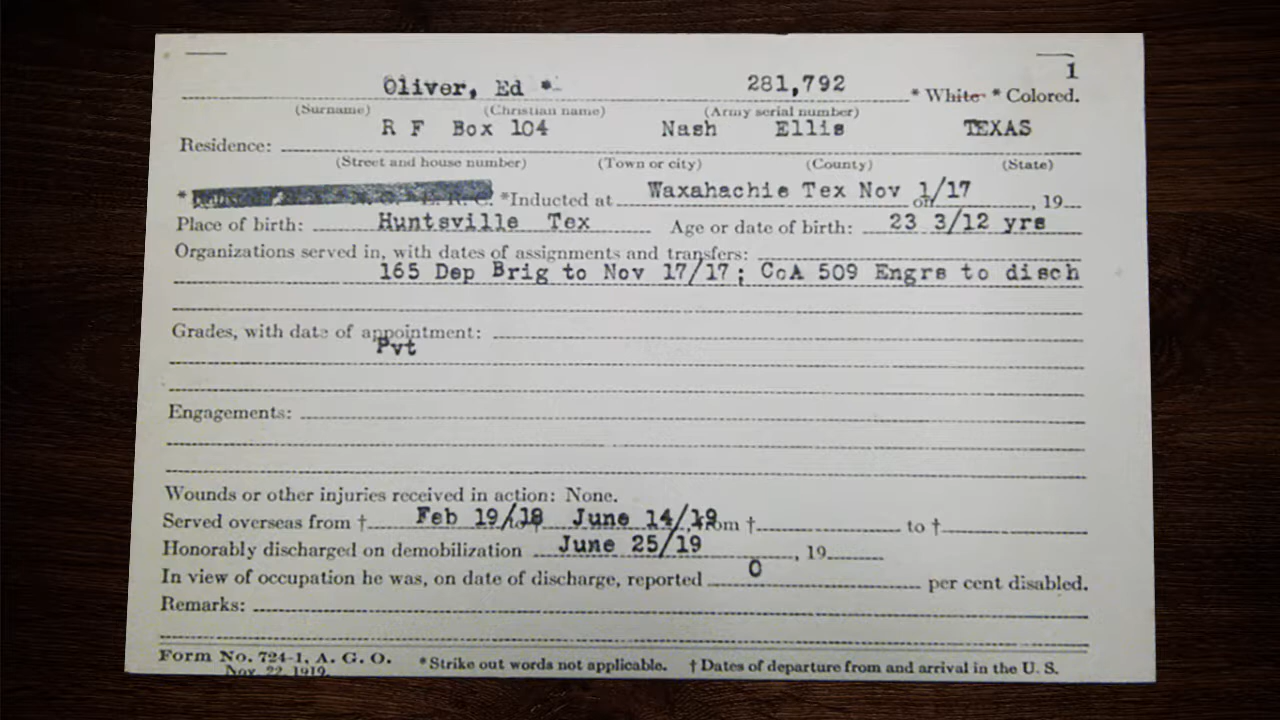 1
Oliver, Ed * 281,792 * White * Colored.
(Surname) (Christian name) (Army serial number)
R F Box 104 Nash Ellis TEXAS
Residence:
(Street and house number) (Town or city) (County) (State)
* *Inducted at Waxahachie Tex Nov 1/17 on , 19
Place of birth: Huntsville Tex Age or date of birth: 23 3/12 yrs
Organizations served in, with dates of assignments and transfers:
165 Dep Brig to Nov 17/17; CoA 509 Engrs to disch
Grades, with date of appointment:
Pvt
Engagements:
Wounds or other injuries received in action: None.
Served overseas from † Feb 19/18 to † June 14/19, from † to †
Honorably discharged on demobilization June 25/19 , 19
In view of occupation he was, on date of discharge, reported 0 per cent disabled.
Remarks:
Form No. 724-1, A. G. O. *Strike out words not applicable. † Dates of departure from and arrival in the U. S.
Nov. 22, 1919.